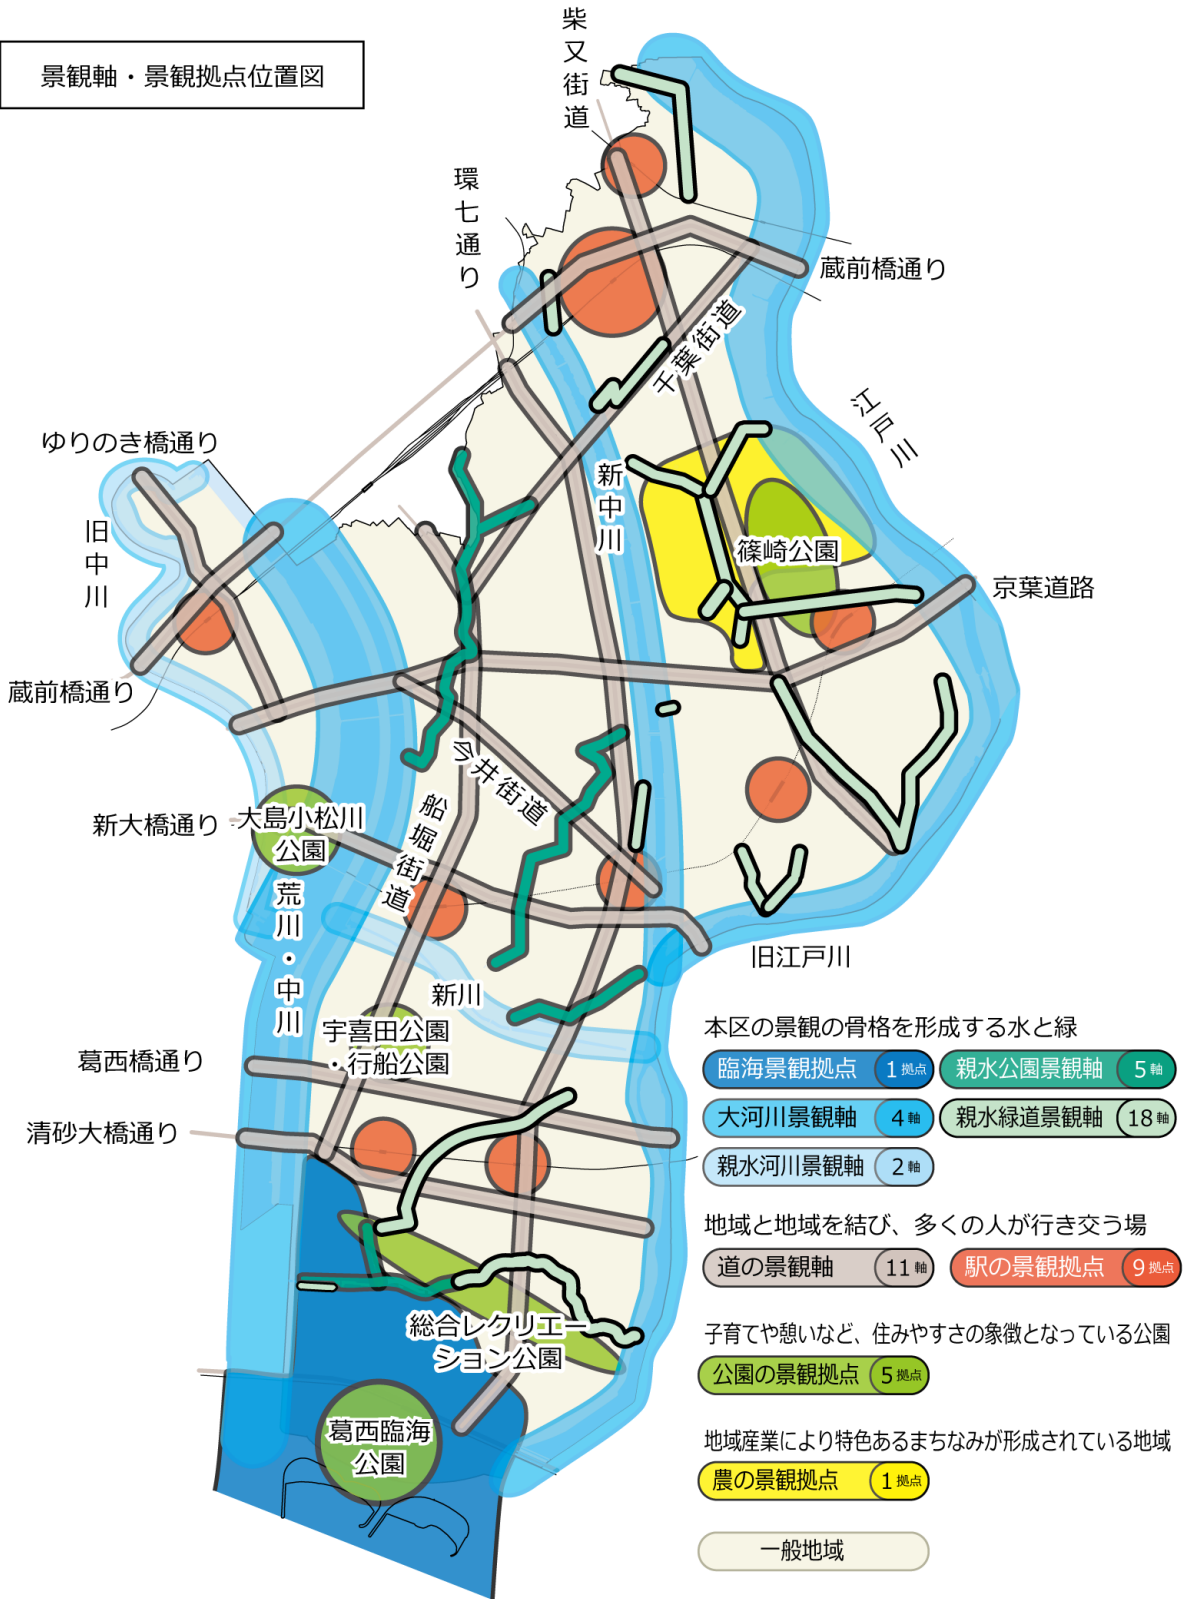 景観軸・景観拠点位置図
柴又街道
環七通り
蔵前橋通り
千葉街道
江戸川
ゆりのき橋通り
旧中川
新中川
篠崎公園
京葉道路
蔵前橋通り
今井街道
新大橋通り
大島小松川
公園
船堀街道
荒川・中川
旧江戸川
新川
宇喜田公園
・行船公園
葛西橋通り
清砂大橋通り
総合レクリエー
ション公園
葛西臨海
公園
本区の景観の骨格を形成する水と緑
臨海景観拠点 1拠点
親水公園景観軸 5軸
大河川景観軸 4軸
親水緑道景観軸 18軸
親水河川景観軸 2軸
地域と地域を結び、多くの人が行き交う場
道の景観軸 11軸
駅の景観拠点 9拠点
子育てや憩いなど、住みやすさの象徴となっている公園
公園の景観拠点 5拠点
地域産業により特色あるまちなみが形成されている地域
農の景観拠点 1拠点
一般地域